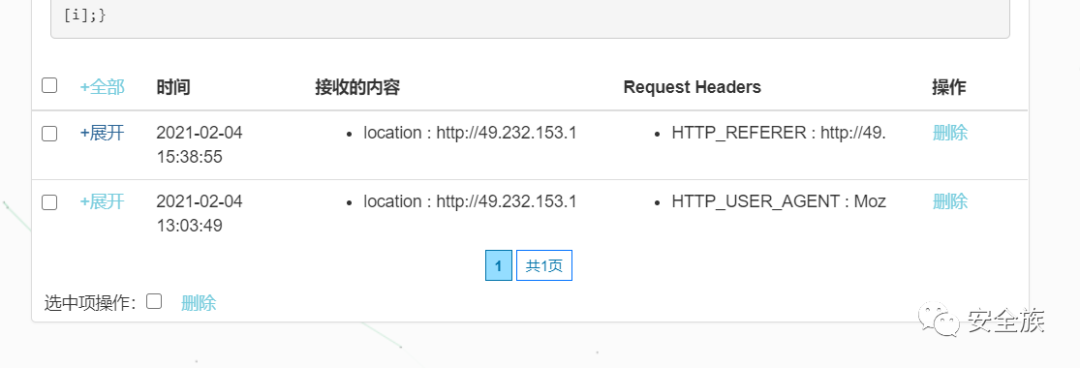 [i];}
+全部 时间 接收的内容 Request Headers 操作
+展开 2021-02-04 15:38:55 • location : http://49.232.153.1 • HTTP_REFERER : http://49. 删除
+展开 2021-02-04 13:03:49 • location : http://49.232.153.1 • HTTP_USER_AGENT : Moz 删除
1 共1页
选中项操作: 删除
安全族